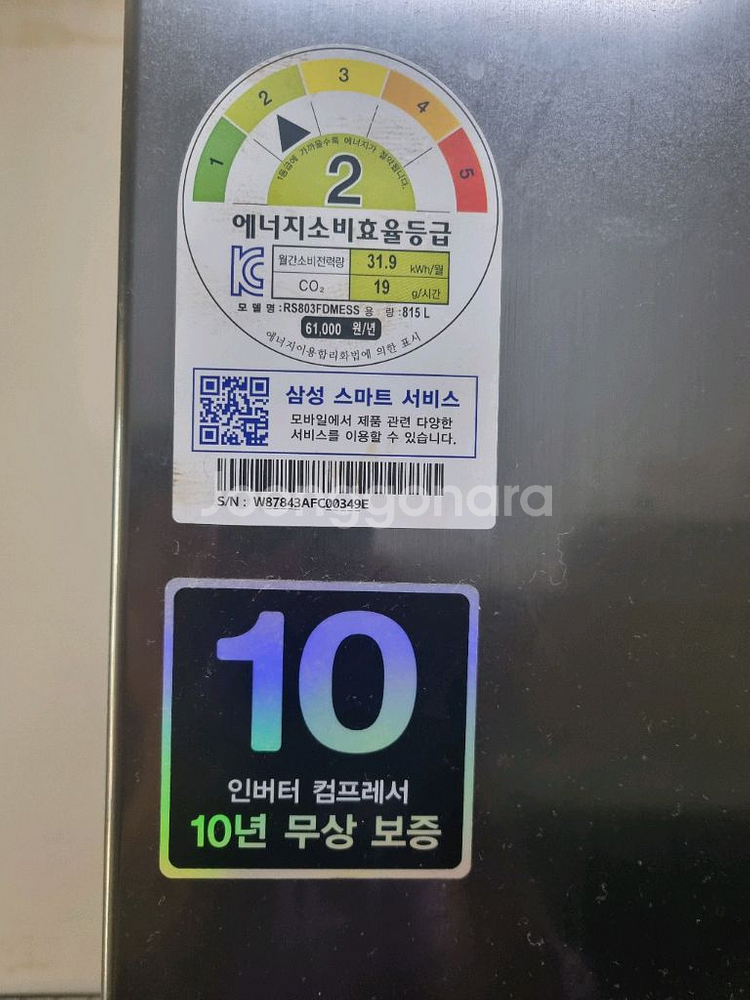 1
2
3
4
5
1등급에 가까울수록 에너지가 절약됩니다.
2
에너지소비효율등급
월간소비전력량 31.9 kWh/월
CO₂ 19 g/시간
모 델 명 : RS803FDMESS 용 량 : 815 L
61,000 원/년
에너지이용합리화법에 의한 표시
삼성 스마트 서비스
모바일에서 제품 관련 다양한
서비스를 이용할 수 있습니다.
S/N : W87843AFC00349E
Joonggonara
10
인버터 컴프레서
10년 무상 보증